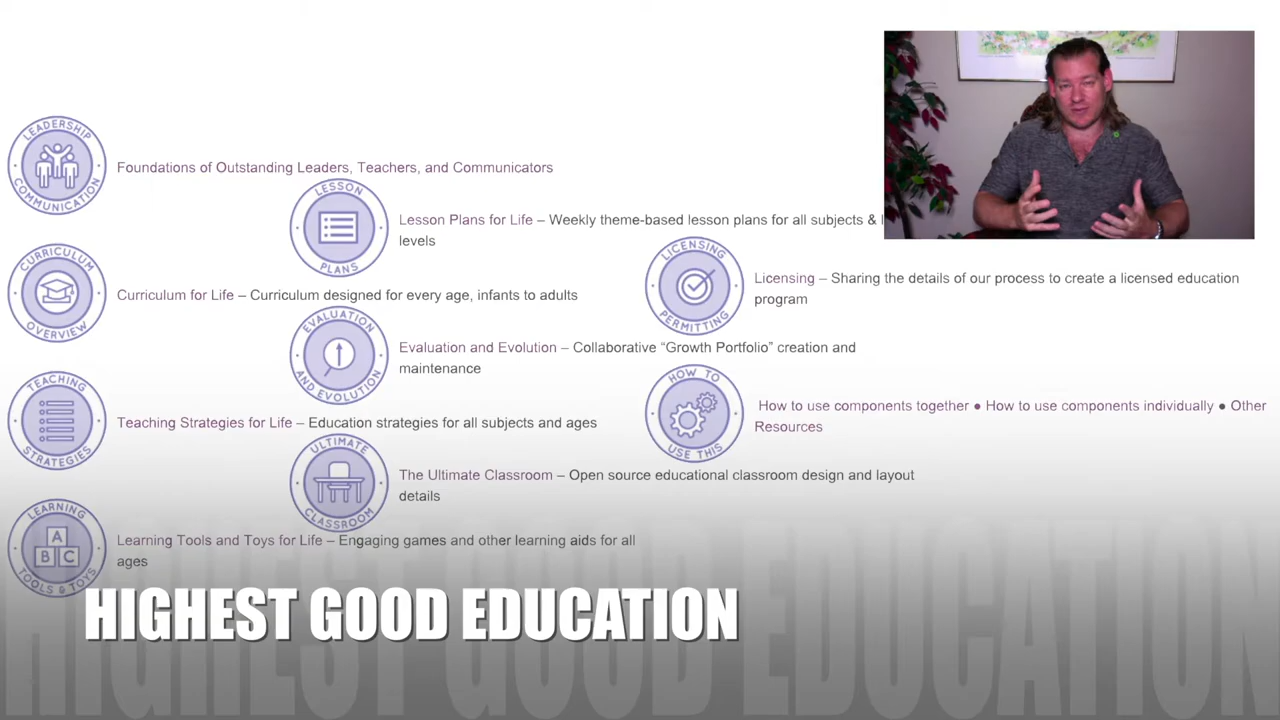 LEADERSHIP
COMMUNICATION
Foundations of Outstanding Leaders, Teachers, and Communicators
LESSON
PLANS
Lesson Plans for Life – Weekly theme-based lesson plans for all subjects &
levels
CURRICULUM
OVERVIEW
Curriculum for Life – Curriculum designed for every age, infants to adults
LICENSING
PERMITTING
Licensing – Sharing the details of our process to create a licensed education
program
EVALUATION
AND EVOLUTION
Evaluation and Evolution – Collaborative “Growth Portfolio” creation and
maintenance
TEACHING
STRATEGIES
Teaching Strategies for Life – Education strategies for all subjects and ages
HOW TO
USE THIS
How to use components together ● How to use components individually ● Other
Resources
ULTIMATE
CLASSROOM
The Ultimate Classroom – Open source educational classroom design and layout
details
LEARNING
A
B C
TOOLS & TOYS
Learning Tools and Toys for Life – Engaging games and other learning aids for all
ages
HIGHEST GOOD EDUCATION
HIGHEST GOOD EDUCATION